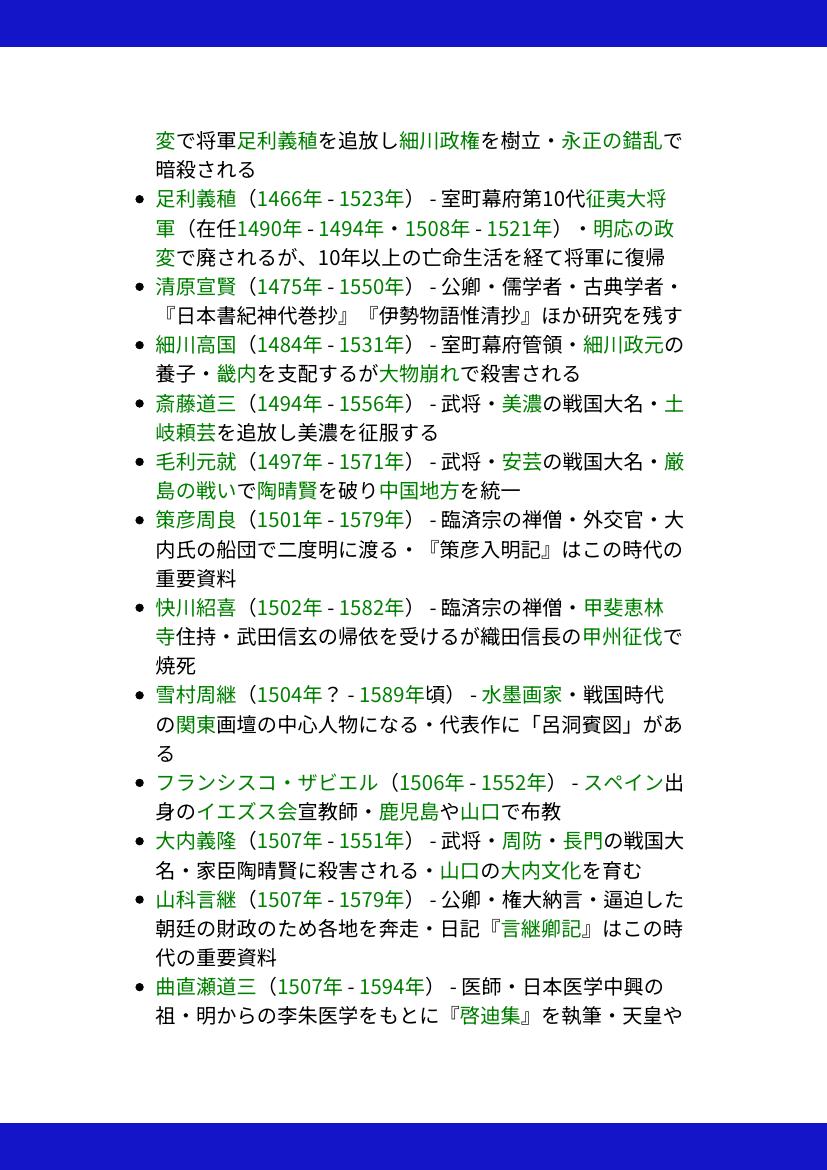 変で将軍足利義稙を追放し細川政権を樹立・永正の錯乱で
暗殺される
• 足利義稙（1466年 - 1523年） - 室町幕府第10代征夷大将
軍（在任1490年 - 1494年・1508年 - 1521年）・明応の政
変で廃されるが、10年以上の亡命生活を経て将軍に復帰
• 清原宣賢（1475年 - 1550年） - 公卿・儒学者・古典学者・
『日本書紀神代巻抄』『伊勢物語惟清抄』ほか研究を残す
• 細川高国（1484年 - 1531年） - 室町幕府管領・細川政元の
養子・畿内を支配するが大物崩れで殺害される
• 斎藤道三（1494年 - 1556年） - 武将・美濃の戦国大名・土
岐頼芸を追放し美濃を征服する
• 毛利元就（1497年 - 1571年） - 武将・安芸の戦国大名・厳
島の戦いで陶晴賢を破り中国地方を統一
• 策彦周良（1501年 - 1579年） - 臨済宗の禅僧・外交官・大
内氏の船団で二度明に渡る・『策彦入明記』はこの時代の
重要資料
• 快川紹喜（1502年 - 1582年） - 臨済宗の禅僧・甲斐恵林
寺住持・武田信玄の帰依を受けるが織田信長の甲州征伐で
焼死
• 雪村周継（1504年？ - 1589年頃） - 水墨画家・戦国時代
の関東画壇の中心人物になる・代表作に「呂洞賓図」があ
る
• フランシスコ・ザビエル（1506年 - 1552年） - スペイン出
身のイエズス会宣教師・鹿児島や山口で布教
• 大内義隆（1507年 - 1551年） - 武将・周防・長門の戦国大
名・家臣陶晴賢に殺害される・山口の大内文化を育む
• 山科言継（1507年 - 1579年） - 公卿・権大納言・逼迫した
朝廷の財政のため各地を奔走・日記『言継卿記』はこの時
代の重要資料
• 曲直瀬道三（1507年 - 1594年） - 医師・日本医学中興の
祖・明からの李朱医学をもとに『啓迪集』を執筆・天皇や